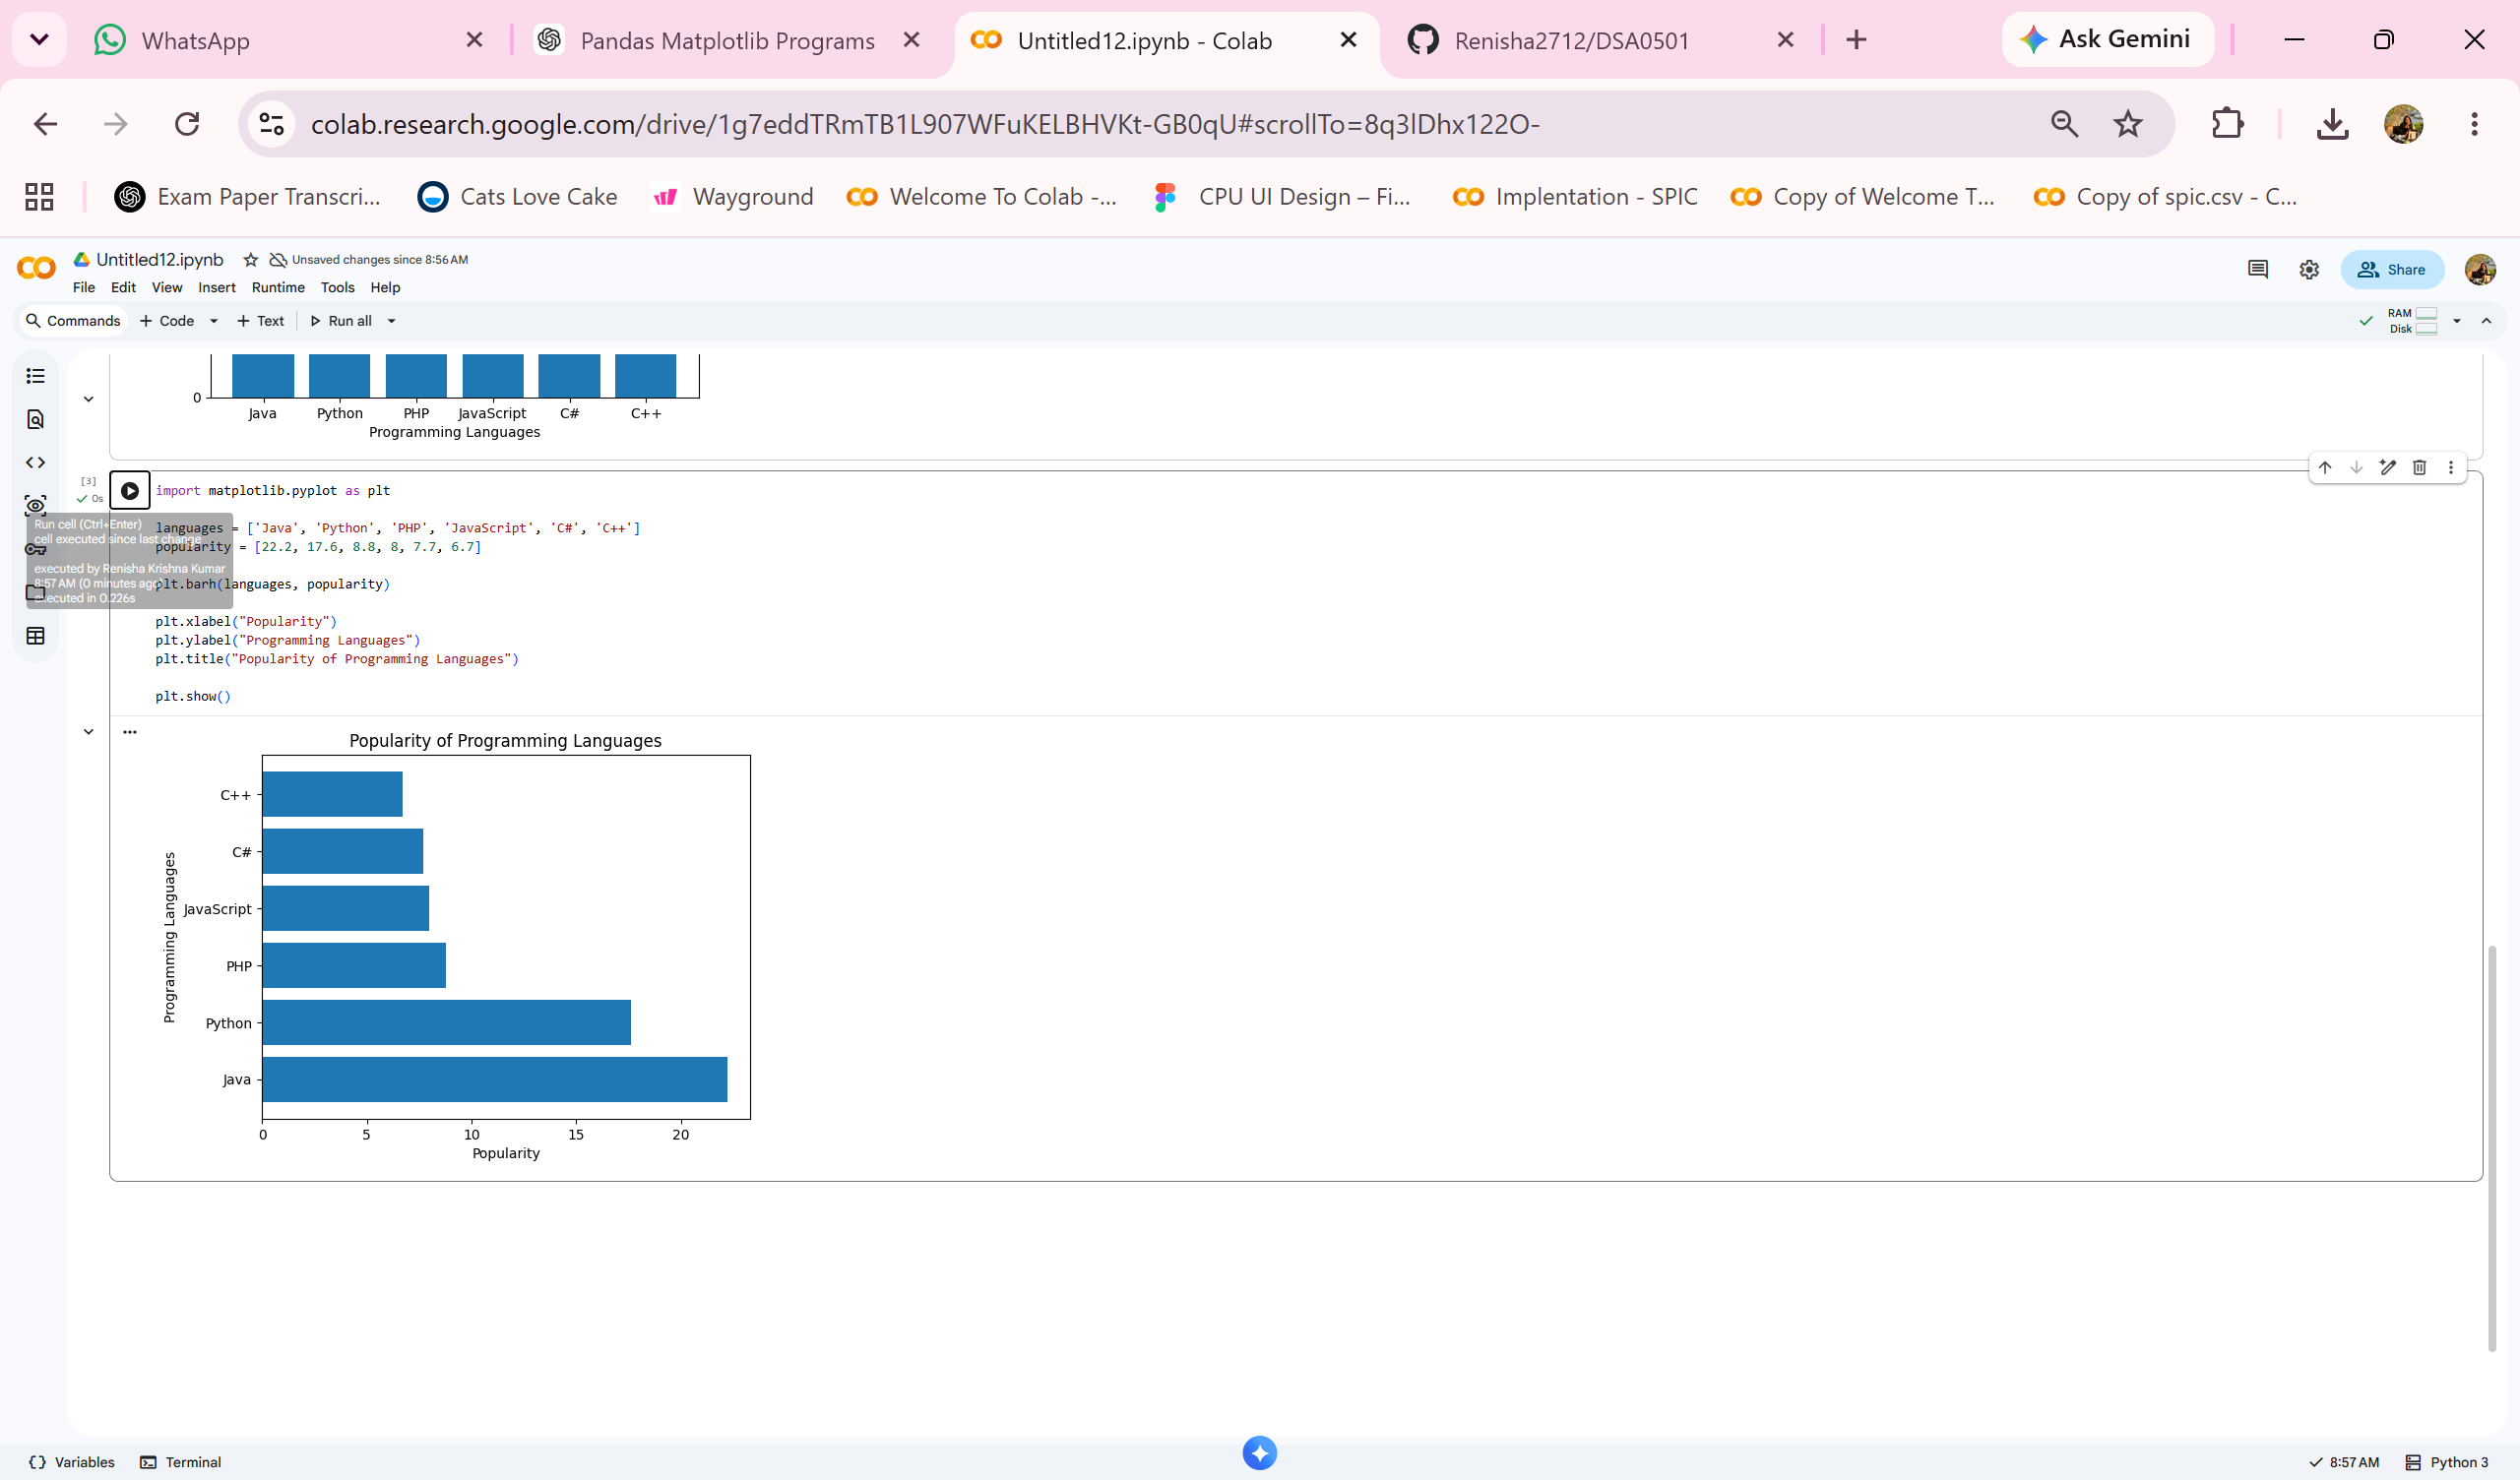 WhatsApp
Pandas Matplotlib Programs
Untitled12.ipynb - Colab
Renisha2712/DSA0501
Ask Gemini
colab.research.google.com/drive/1g7eddTRmTB1L907WFuKELBHVKt-GB0qU#scrollTo=8q3lDhx122O-
Exam Paper Transcri...
Cats Love Cake
Wayground
Welcome To Colab -...
CPU UI Design – Fi...
Implentation - SPIC
Copy of Welcome T...
Copy of spic.csv - C...
Untitled12.ipynb
Unsaved changes since 8:56 AM
File Edit View Insert Runtime Tools Help
Share
Commands + Code + Text Run all
RAM
Disk
0
Java Python PHP JavaScript C# C++
Programming Languages
[3]
0s
import matplotlib.pyplot as plt
Run cell (Ctrl+Enter)
cell executed since last change
executed by Renisha Krishna Kumar
8:57 AM (0 minutes ago)
executed in 0.226s
languages = ['Java', 'Python', 'PHP', 'JavaScript', 'C#', 'C++']
popularity = [22.2, 17.6, 8.8, 8, 7.7, 6.7]
plt.barh(languages, popularity)
plt.xlabel("Popularity")
plt.ylabel("Programming Languages")
plt.title("Popularity of Programming Languages")
plt.show()
Popularity of Programming Languages
C++
C#
JavaScript
PHP
Python
Java
Programming Languages
0 5 10 15 20
Popularity
Variables
Terminal
8:57 AM
Python 3